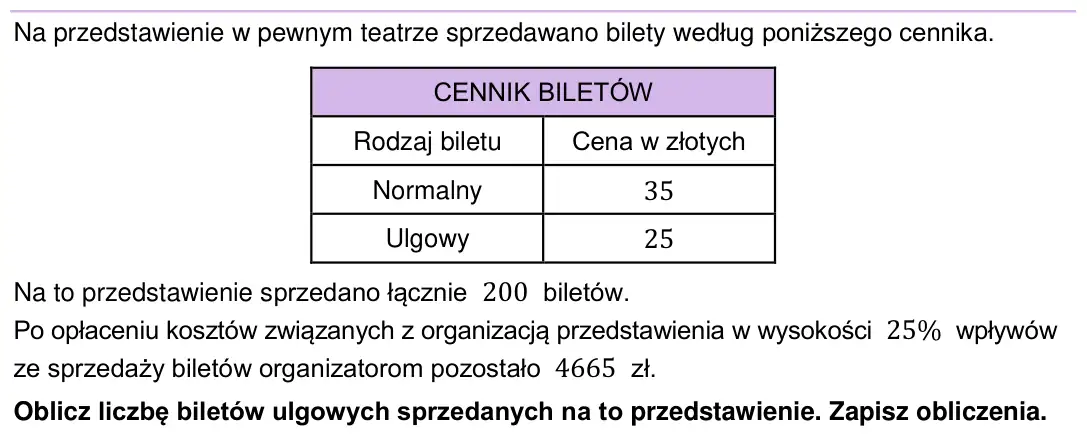 Na przedstawienie w pewnym teatrze sprzedawano bilety według poniższego cennika.
CENNIK BILETÓW
Rodzaj biletu Cena w złotych
Normalny 35
Ulgowy 25
Na to przedstawienie sprzedano łącznie 200 biletów.
Po opłaceniu kosztów związanych z organizacją przedstawienia w wysokości 25% wpływów
ze sprzedaży biletów organizatorom pozostało 4665 zł.
Oblicz liczbę biletów ulgowych sprzedanych na to przedstawienie. Zapisz obliczenia.